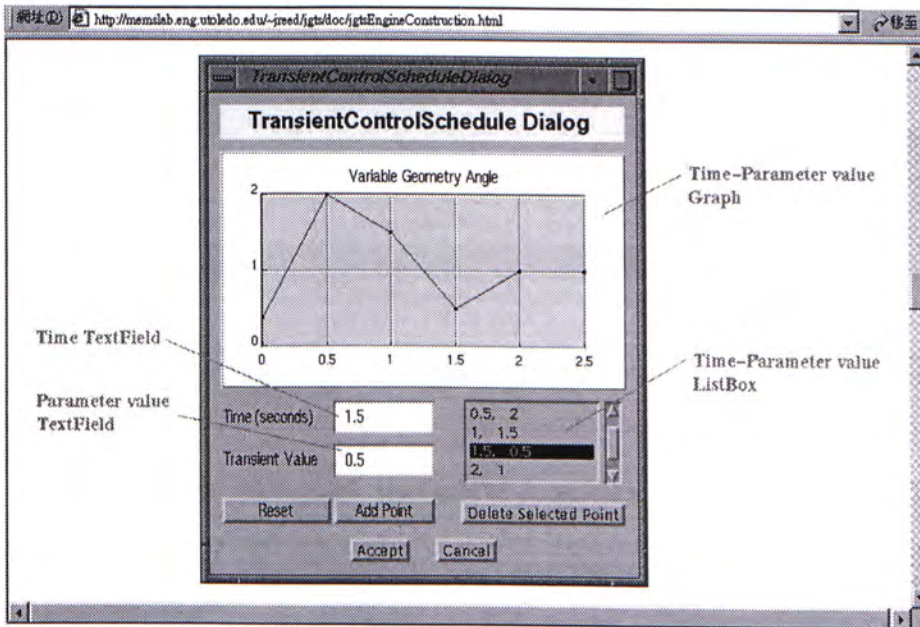 網址(D) http://memslab.eng.utoledo.edu/~jreed/jgts/doc/jgtsEngineConstruction.html 移至
TransientControlScheduleDialog
TransientControlSchedule Dialog
Variable Geometry Angle
2
1
0
0 0.5 1 1.5 2 2.5
Time-Parameter value
Graph
Time TextField
Parameter value
TextField
Time-Parameter value
ListBox
Time (seconds) 1.5
Transient Value 0.5
0.5, 2
1, 1.5
1.5, 0.5
2, 1
Reset Add Point Delete Selected Point
Accept Cancel